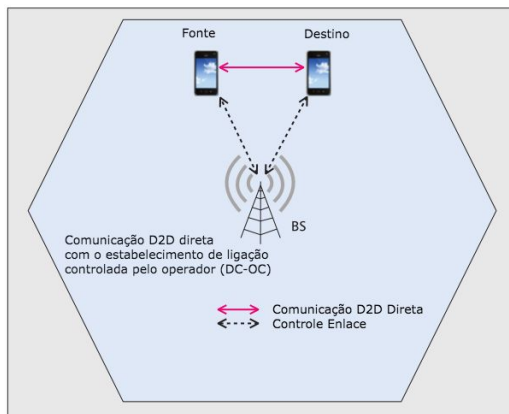 Fonte
Destino
BS
Comunicação D2D direta
com o estabelecimento de ligação
controlada pelo operador (DC-OC)
Comunicação D2D Direta
Controle Enlace